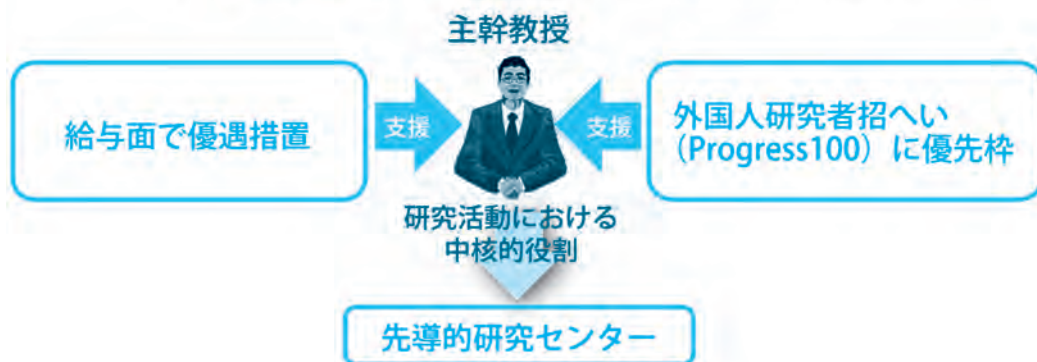 主幹教授
給与面で優遇措置
支援
支援
外国人研究者招へい
（Progress100）に優先枠
研究活動における
中核的役割
先導的研究センター